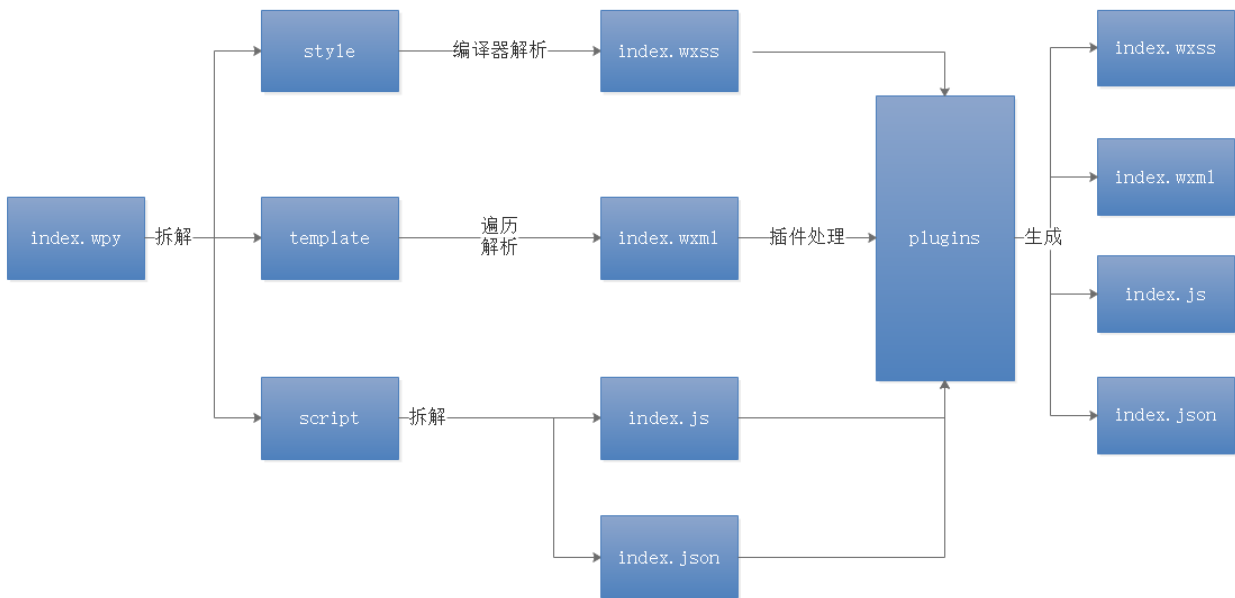 style
编译器解析
index.wxss
index.wxss
index.wpy
拆解
template
遍历
解析
index.wxml
插件处理
plugins
生成
index.wxml
index.js
script
拆解
index.js
index.json
index.json